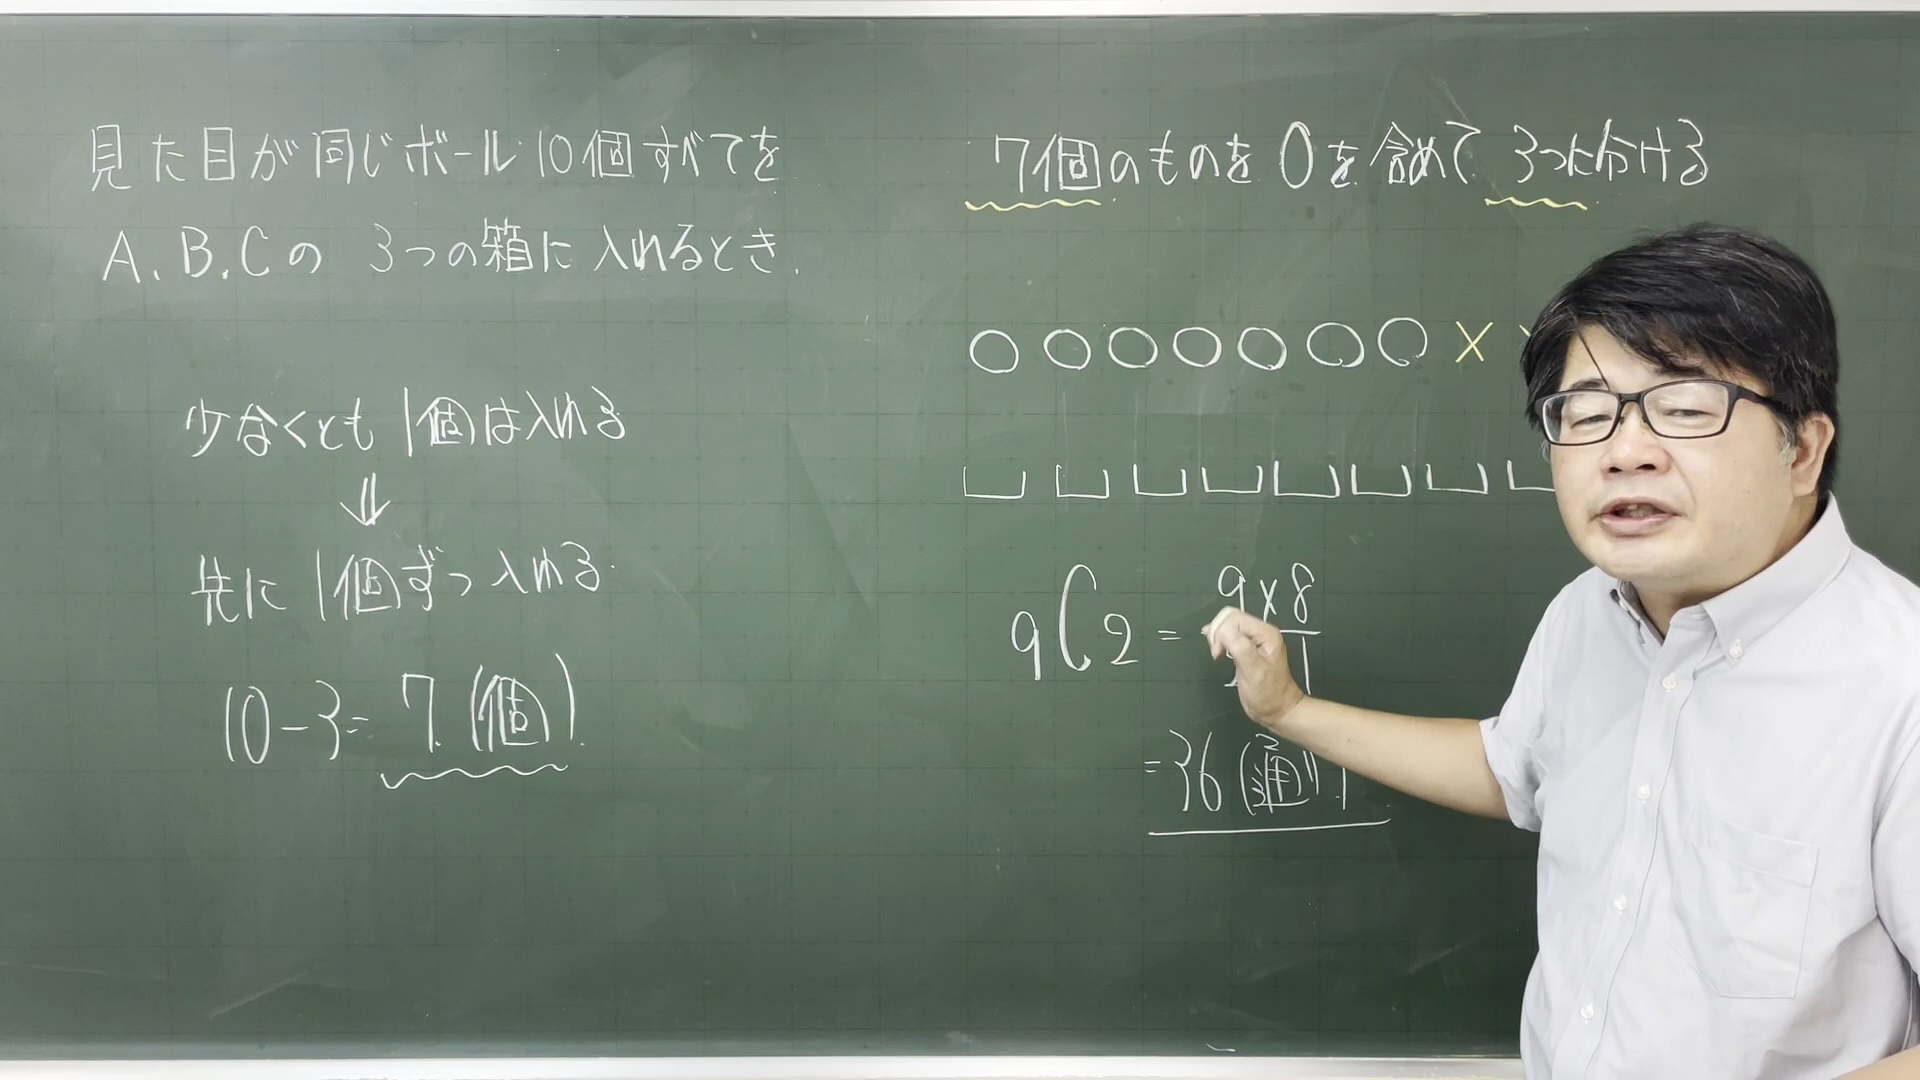 見た目が同じボール10個すべてを
A.B.Cの 3つの箱に入れるとき.
少なくとも1個は入れる
⇓
先に1個ずつ入れる.
10-3=7(個)
7個のものを0を含めて3つに分ける
○○○○○○○×
9C2=9×8
=36(通り)